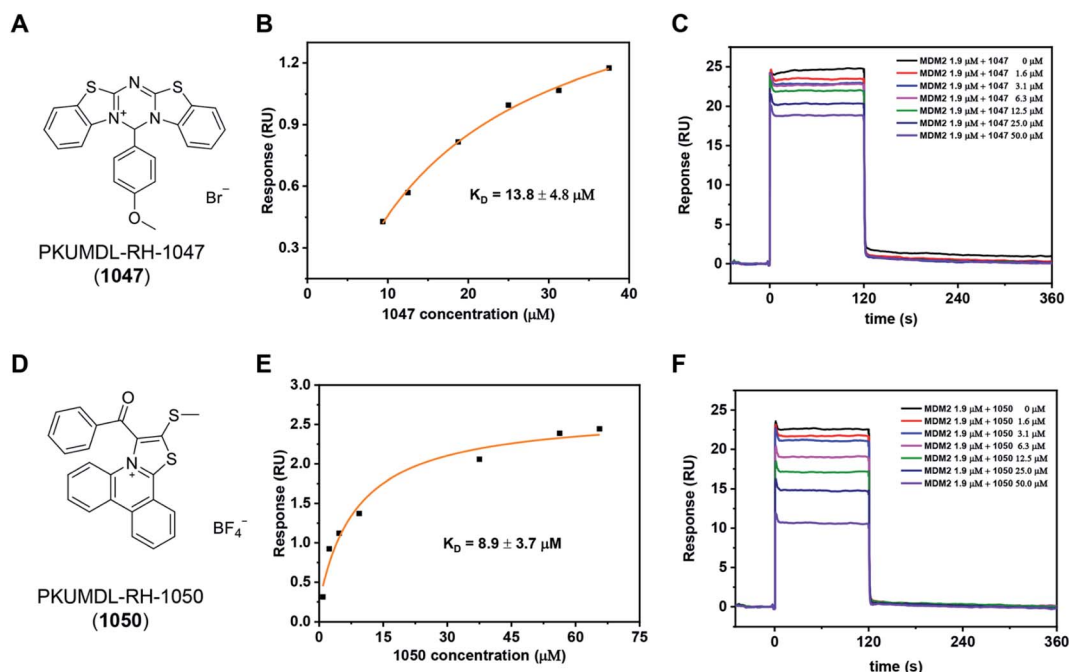 A
S
N
S
N
+
N
O
Br⁻
PKUMDL-RH-1047
(1047)
B
Rerponse (RU)
1.2
0.9
0.6
0.3
K_D = 13.8 ± 4.8 μM
0 10 20 30 40
1047 concentration (μM)
C
Reponse (RU)
25
20
15
10
5
0
MDM2 1.9 μM + 1047 0 μM
MDM2 1.9 μM + 1047 1.6 μM
MDM2 1.9 μM + 1047 3.1 μM
MDM2 1.9 μM + 1047 6.3 μM
MDM2 1.9 μM + 1047 12.5 μM
MDM2 1.9 μM + 1047 25.0 μM
MDM2 1.9 μM + 1047 50.0 μM
0 120 240 360
time (s)
D
O
S
S
N
+
BF₄⁻
PKUMDL-RH-1050
(1050)
E
Response (RU)
3.0
2.5
2.0
1.5
1.0
0.5
0.0
K_D = 8.9 ± 3.7 μM
0 15 30 45 60 75
1050 concentration (μM)
F
Response (RU)
25
20
15
10
5
0
MDM2 1.9 μM + 1050 0 μM
MDM2 1.9 μM + 1050 1.6 μM
MDM2 1.9 μM + 1050 3.1 μM
MDM2 1.9 μM + 1050 6.3 μM
MDM2 1.9 μM + 1050 12.5 μM
MDM2 1.9 μM + 1050 25.0 μM
MDM2 1.9 μM + 1050 50.0 μM
0 120 240 360
time (s)